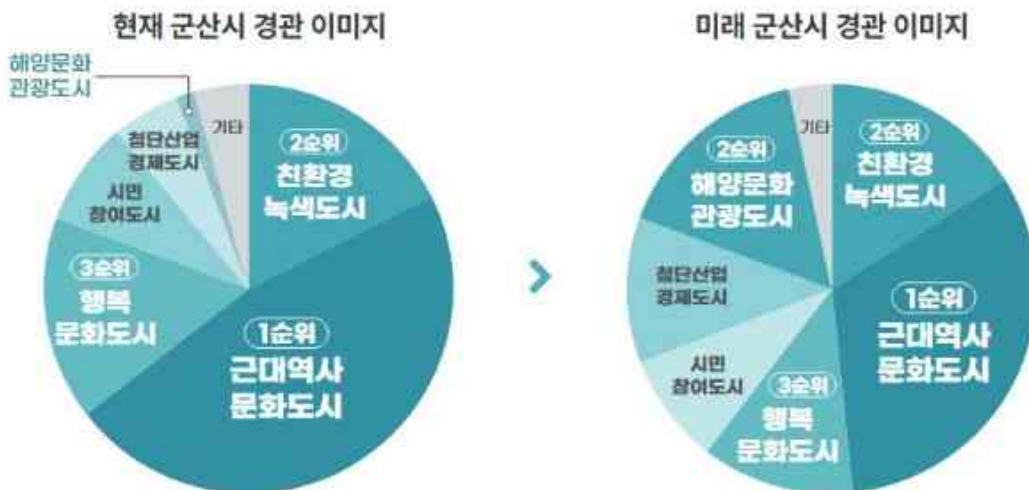 현재 군산시 경관 이미지
해양문화
관광도시
기타
첨단산업
경제도시
2순위
친환경
녹색도시
시민
참여도시
3순위
행복
문화도시
1순위
근대역사
문화도시
미래 군산시 경관 이미지
기타
2순위
해양문화
관광도시
2순위
친환경
녹색도시
첨단산업
경제도시
1순위
근대역사
문화도시
시민
참여도시
3순위
행복
문화도시